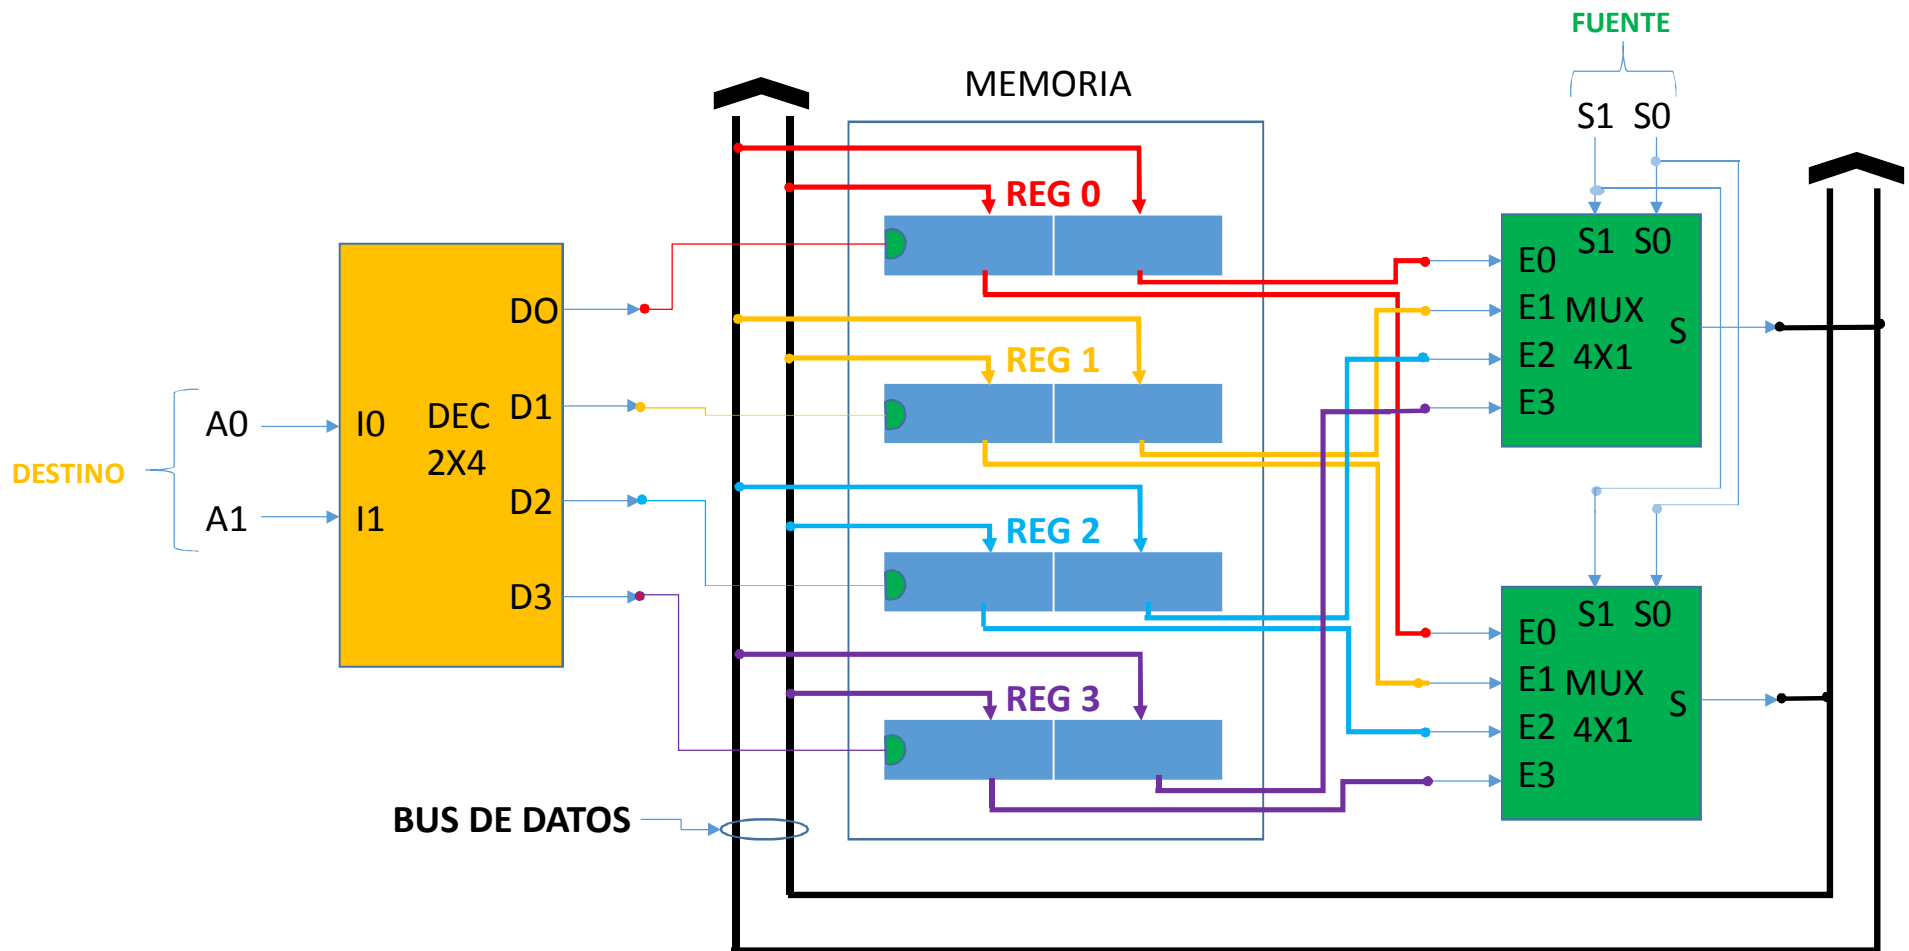 FUENTE
S1 S0
MEMORIA
REG 0
REG 1
REG 2
REG 3
DESTINO
A0
A1
I0
I1
DEC
2X4
DO
D1
D2
D3
BUS DE DATOS
S1 S0
E0
E1 MUX
E2 4X1
E3
S
S1 S0
E0
E1 MUX
E2 4X1
E3
S